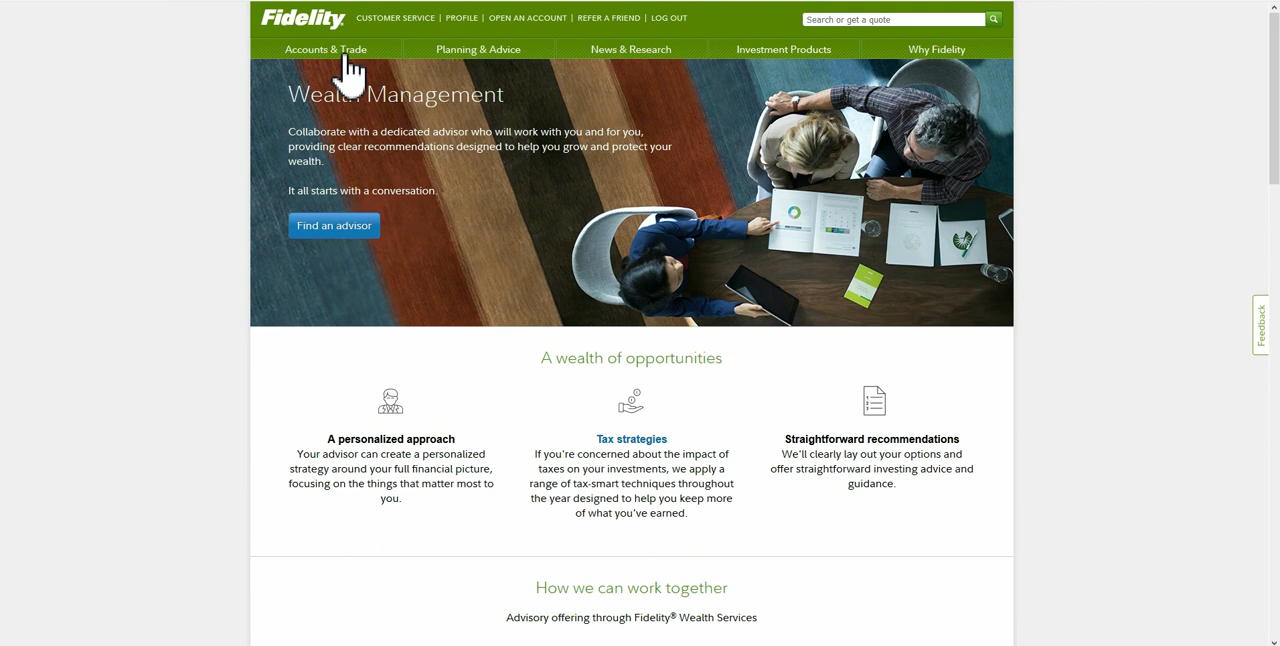 Fidelity
CUSTOMER SERVICE | PROFILE | OPEN AN ACCOUNT | REFER A FRIEND | LOG OUT
Search or get a quote
Accounts & Trade
Planning & Advice
News & Research
Investment Products
Why Fidelity
Wealth Management
Collaborate with a dedicated advisor who will work with you and for you,
providing clear recommendations designed to help you grow and protect your
wealth.
It all starts with a conversation.
Find an advisor
Feedback
A wealth of opportunities
A personalized approach
Your advisor can create a personalized
strategy around your full financial picture,
focusing on the things that matter most to
you.
Tax strategies
If you're concerned about the impact of
taxes on your investments, we apply a
range of tax-smart techniques throughout
the year designed to help you keep more
of what you've earned.
Straightforward recommendations
We'll clearly lay out your options and
offer straightforward investing advice and
guidance.
How we can work together
Advisory offering through Fidelity® Wealth Services